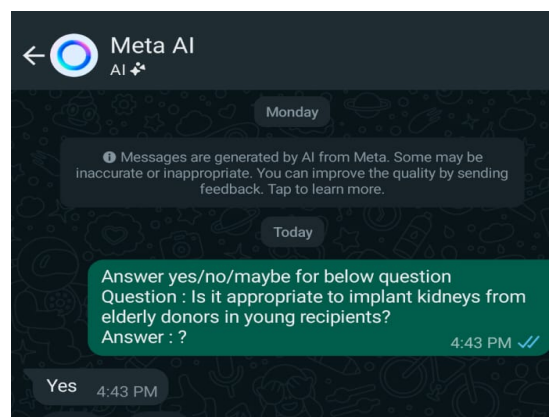 Meta AI
AI
Monday
Messages are generated by AI from Meta. Some may be
inaccurate or inappropriate. You can improve the quality by sending
feedback. Tap to learn more.
Today
Answer yes/no/maybe for below question
Question : Is it appropriate to implant kidneys from
elderly donors in young recipients?
Answer : ?
4:43 PM
Yes
4:43 PM